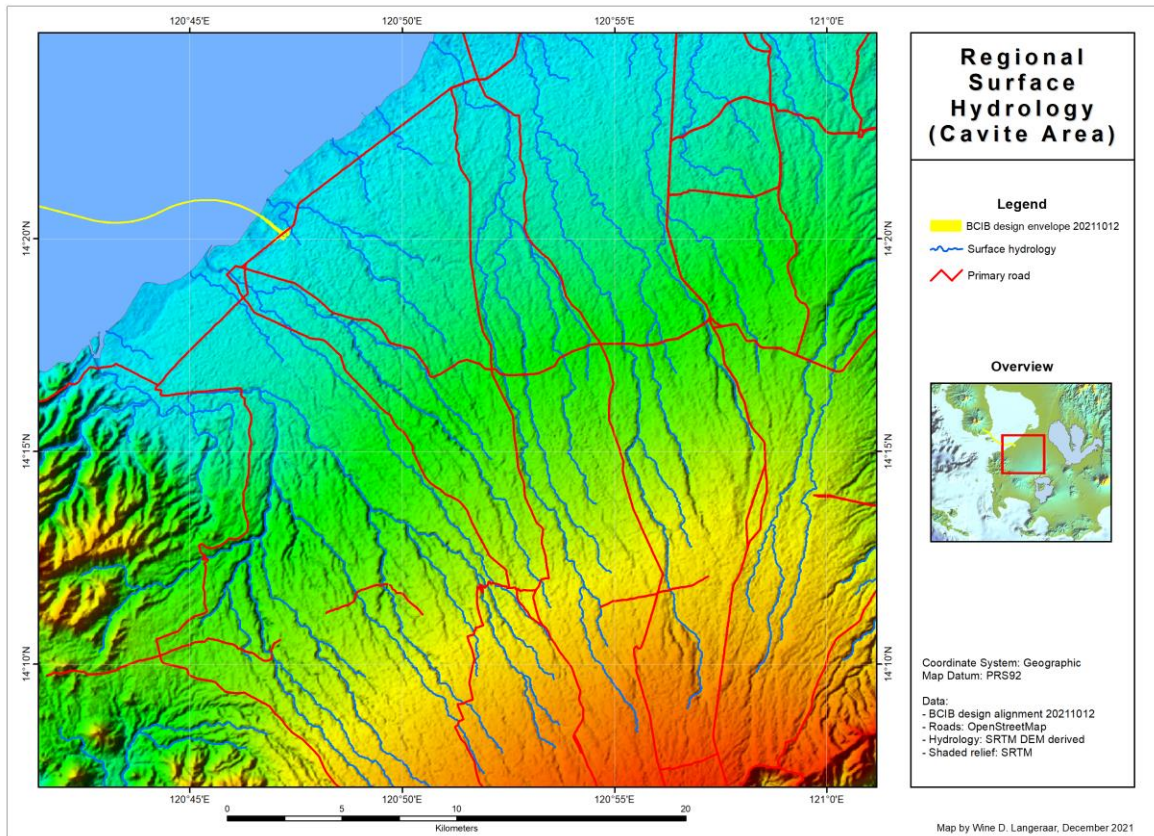 120°45'E 120°50'E 120°55'E 121°0'E
Regional
Surface
Hydrology
(Cavite Area)
Legend
BCIB design envelope 20211012
Surface hydrology
Primary road
14°20'N 14°20'N
14°15'N 14°15'N
14°10'N 14°10'N
Overview
Coordinate System: Geographic
Map Datum: PRS92
Data:
- BCIB design alignment 20211012
- Roads: OpenStreetMap
- Hydrology: SRTM DEM derived
- Shaded relief: SRTM
120°45'E 120°50'E 120°55'E 121°0'E
0 5 10 20
Kilometers
Map by Wine D. Langeraar, December 2021